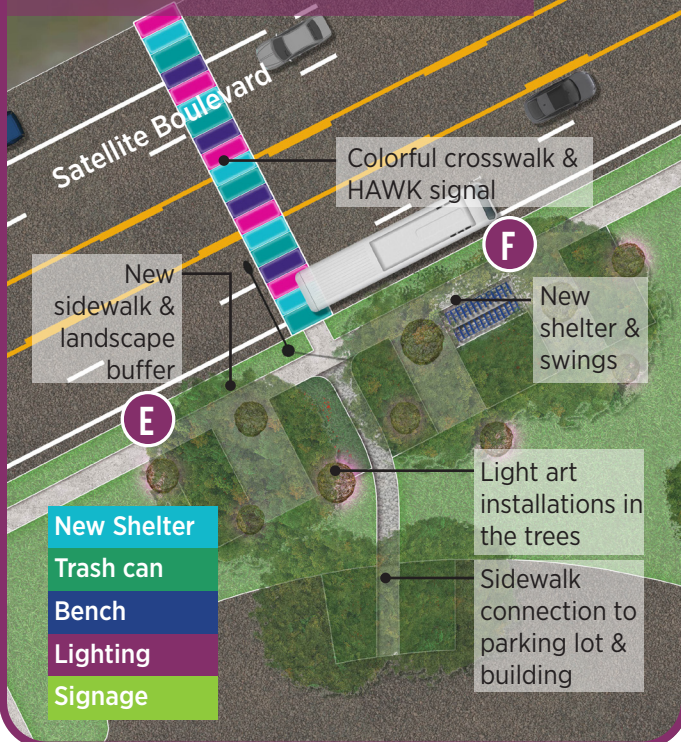 Satellite Boulevard
Colorful crosswalk &
HAWK signal
F
New
sidewalk &
landscape
buffer
New
shelter &
swings
E
Light art
installations in
the trees
Sidewalk
connection to
parking lot &
building
New Shelter
Trash can
Bench
Lighting
Signage